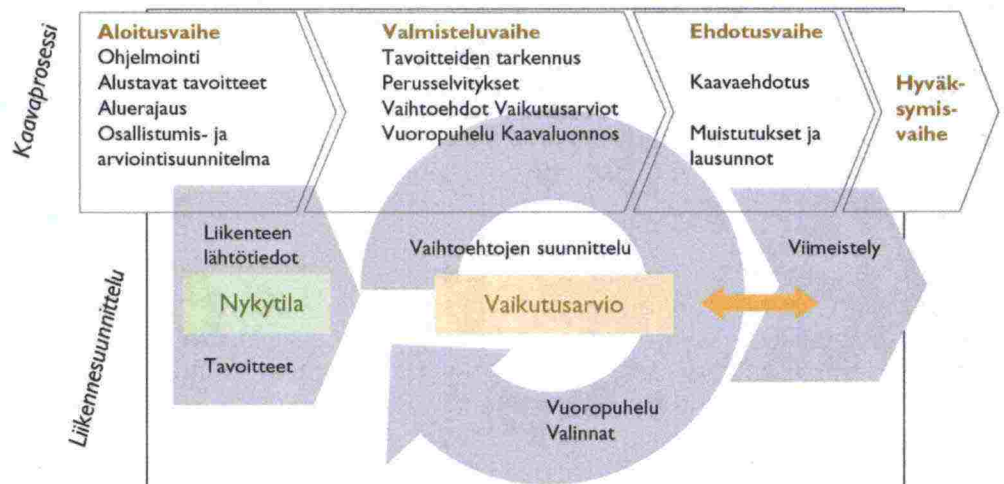 Kaavaprosessi
Aloitusvaihe
Ohjelmointi
Alustavat tavoitteet
Aluerajaus
Osallistumis- ja
arviointisuunnitelma
Valmisteluvaihe
Tavoitteiden tarkennus
Perusselvitykset
Vaihtoehdot Vaikutusarviot
Vuoropuhelu Kaavaluonnos
Ehdotusvaihe
Kaavaehdotus
Muistutukset ja
lausunnot
Hyväk-
symis-
vaihe
Liikennesuunnittelu
Liikenteen
lähtötiedot
Nykytila
Tavoitteet
Vaihtoehtojen suunnittelu
Vaikutusarvio
Vuoropuhelu
Valinnat
Viimeistely